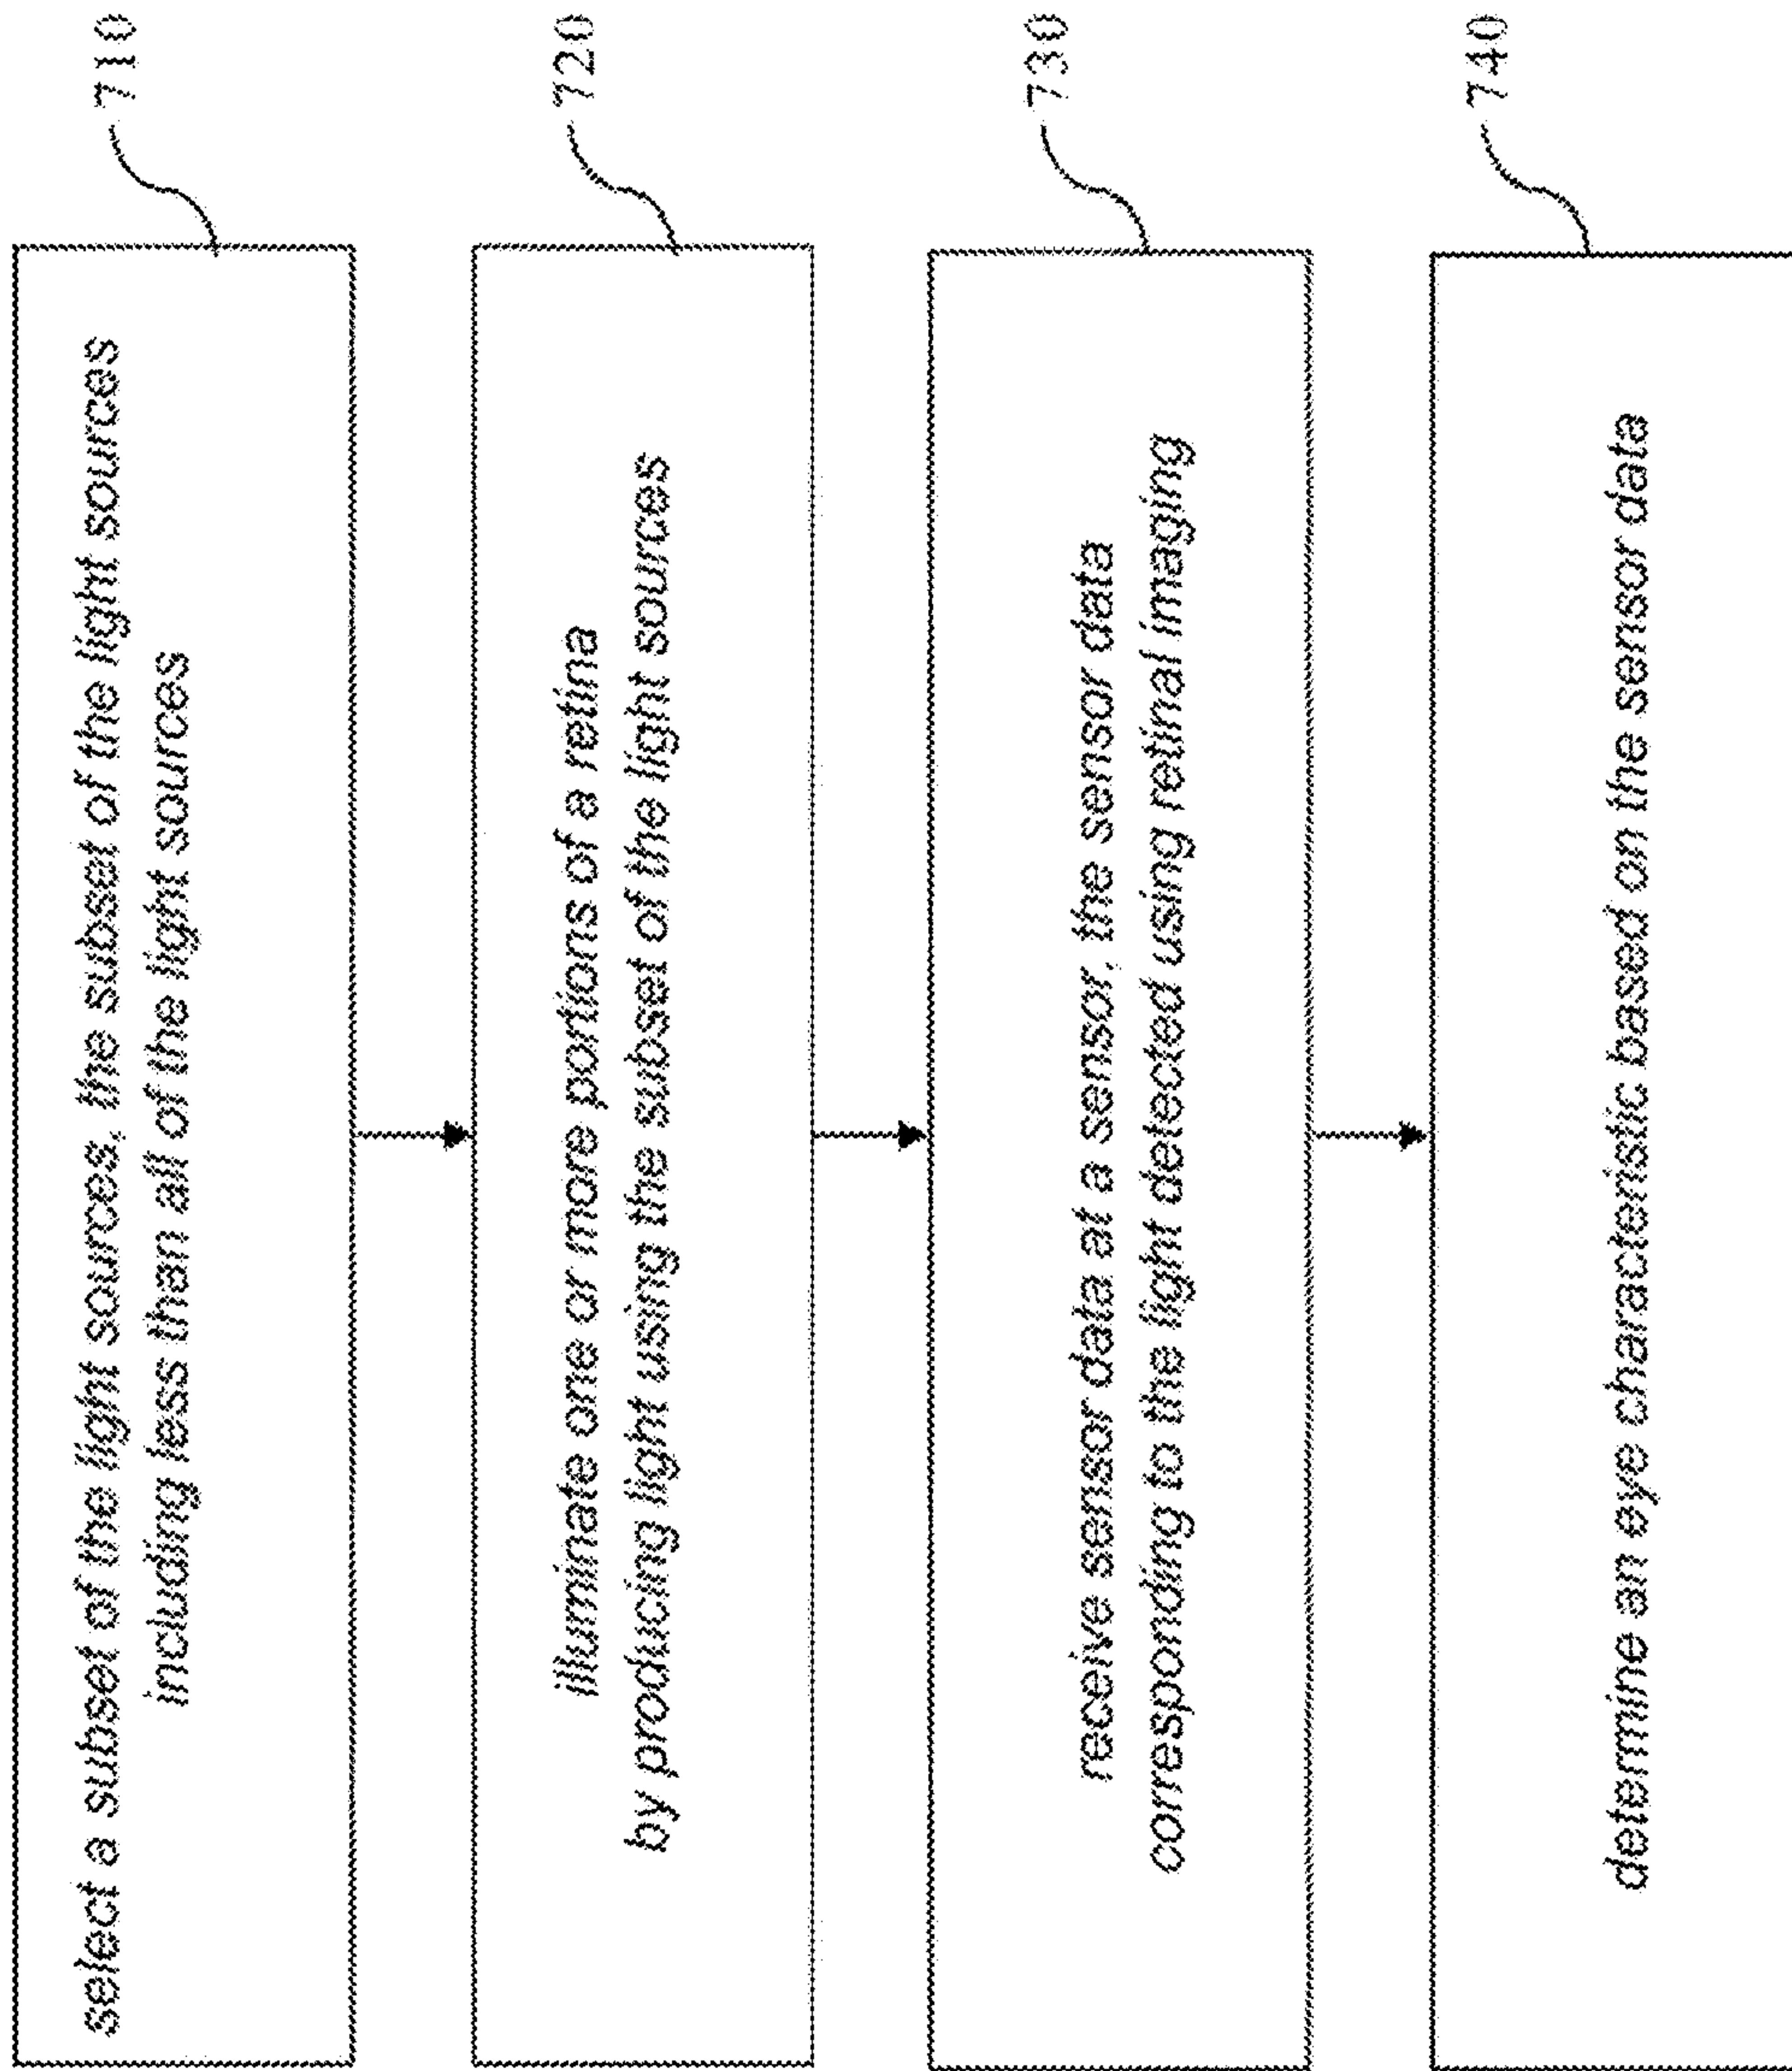 select a subset of the light sources, the subset of the light sources
including less than all of the light sources
710
illuminate one or more portions of a retina
by producing light using the subset of the light sources
720
receive sensor data at a sensor, the sensor data
corresponding to the light detected using retinal imaging
730
determine an eye characteristic based on the sensor data
740